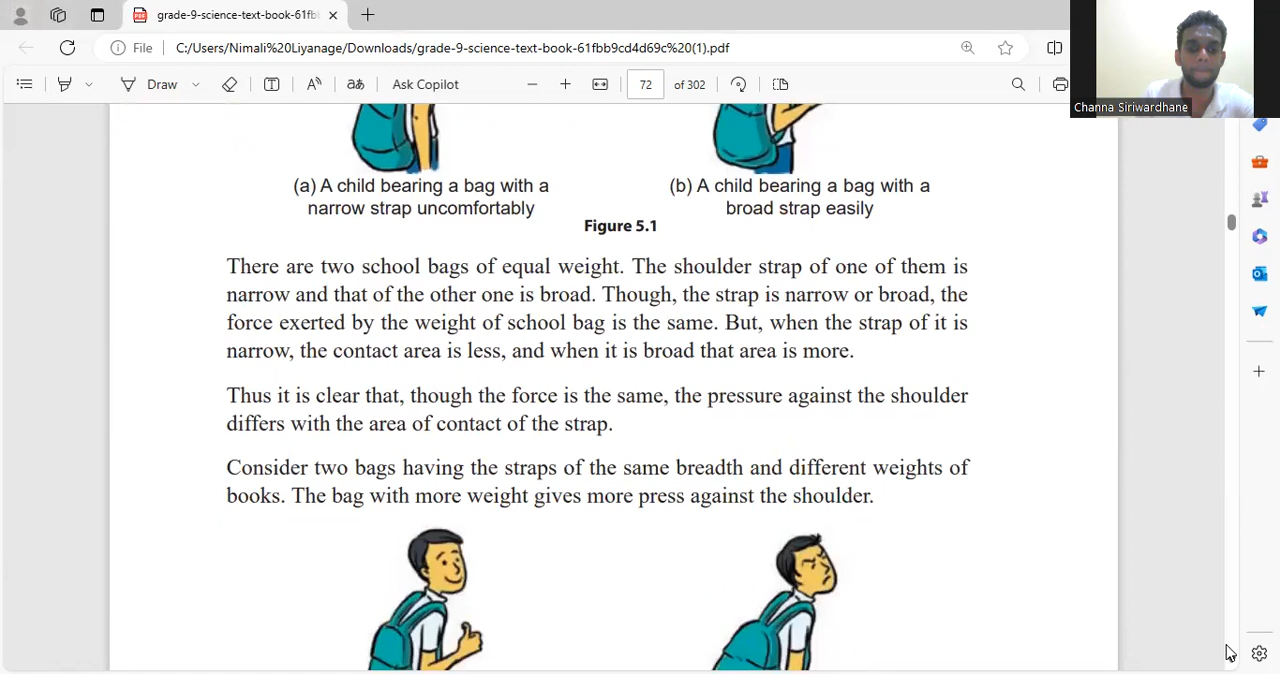 grade-9-science-text-book-61fbb
File
C:/Users/Nimali%20Liyanage/Downloads/grade-9-science-text-book-61fbb9cd4d69c%20(1).pdf
Draw
Ask Copilot
72 of 302
Channa Siriwardhane
(a) A child bearing a bag with a
narrow strap uncomfortably
(b) A child bearing a bag with a
broad strap easily
Figure 5.1
There are two school bags of equal weight. The shoulder strap of one of them is
narrow and that of the other one is broad. Though, the strap is narrow or broad, the
force exerted by the weight of school bag is the same. But, when the strap of it is
narrow, the contact area is less, and when it is broad that area is more.
Thus it is clear that, though the force is the same, the pressure against the shoulder
differs with the area of contact of the strap.
Consider two bags having the straps of the same breadth and different weights of
books. The bag with more weight gives more press against the shoulder.